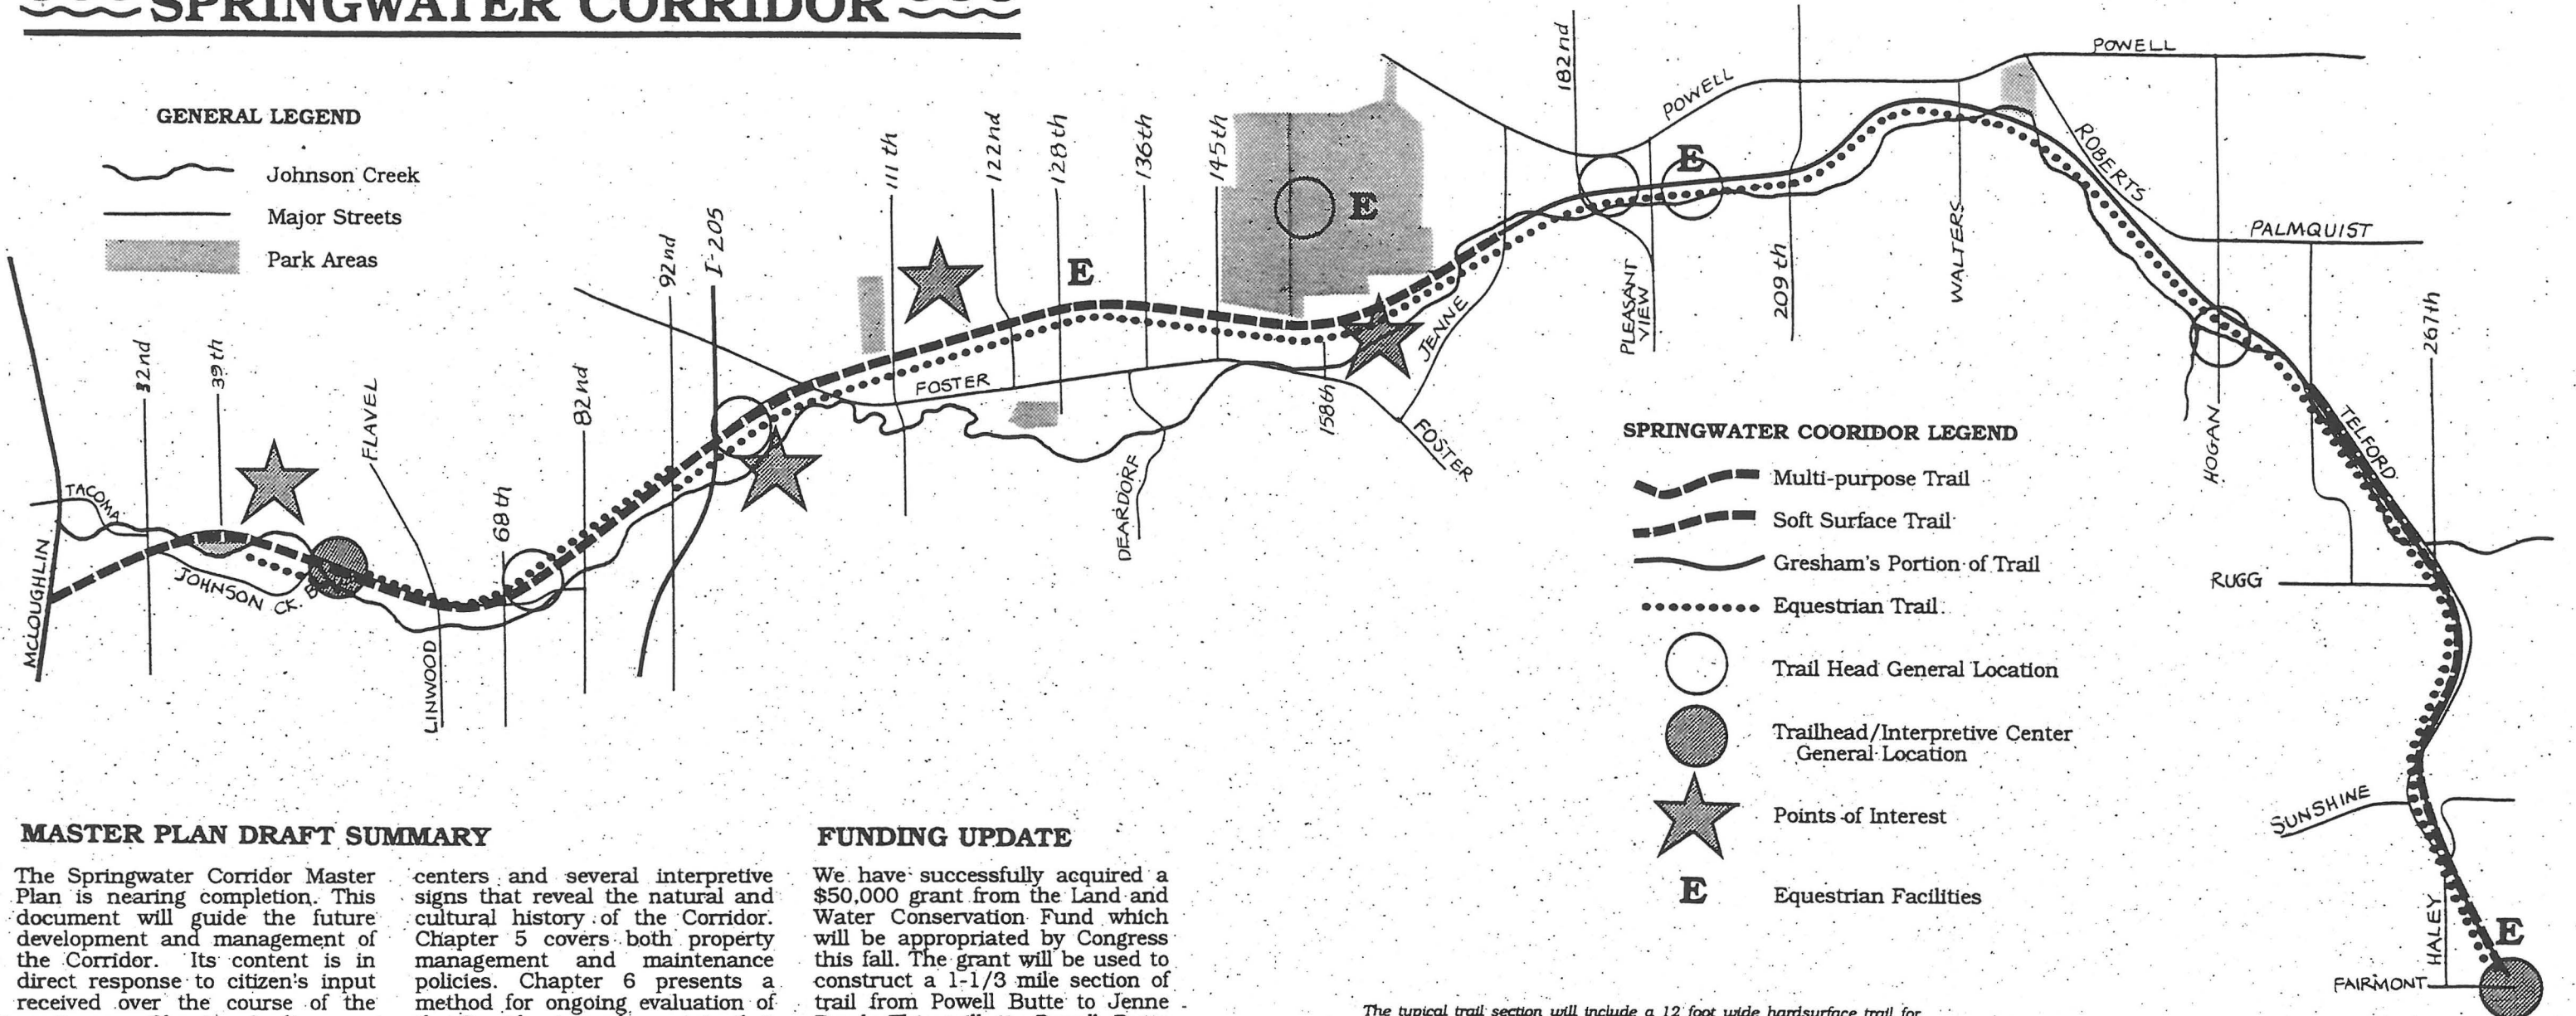 SPRINGWATER CORRIDOR
GENERAL LEGEND
Johnson Creek
Major Streets
Park Areas
McLOUGHLIN
TACOMA
32nd
39th
JOHNSON CK. B
FLAVEL
LINWOOD
68th
82nd
92nd
I-205
111th
122nd
128th
136th
145th
E
E
FOSTER
DEARDORF
158th
JENNE
FOSTER
182nd
POWELL
PLEASANT
VIEW
E
209th
WALTERS
POWELL
ROBERTS
PALMQUIST
HOGAN
267th
TELFORD
RUGG
SUNSHINE
HALEY
E
FAIRMONT
SPRINGWATER COORIDOR LEGEND
Multi-purpose Trail
Soft Surface Trail
Gresham's Portion of Trail
Equestrian Trail
Trail Head General Location
Trailhead/Interpretive Center
General Location
Points of Interest
E Equestrian Facilities
MASTER PLAN DRAFT SUMMARY
The Springwater Corridor Master
Plan is nearing completion. This
document will guide the future
development and management of
the Corridor. Its content is in
direct response to citizen's input
received over the course of the
centers and several interpretive
signs that reveal the natural and
cultural history of the Corridor.
Chapter 5 covers both property
management and maintenance
policies. Chapter 6 presents a
method for ongoing evaluation of
FUNDING UPDATE
We have successfully acquired a
$50,000 grant from the Land and
Water Conservation Fund which
will be appropriated by Congress
this fall. The grant will be used to
construct a 1-1/3 mile section of
trail from Powell Butte to Jenne
The typical trail section will include a 12 foot wide hardsurface trail for